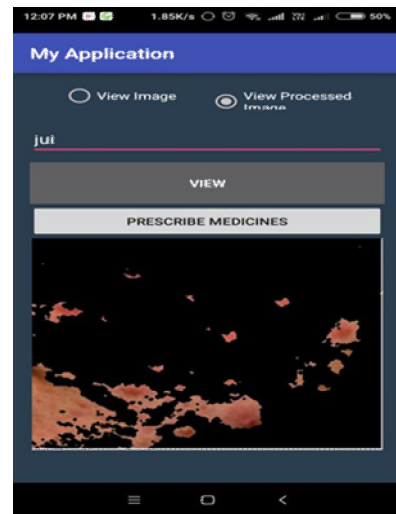 12:07 PM 1.85K/s 50%
My Application
View Image
View Processed
Image
jui
VIEW
PRESCRIBE MEDICINES